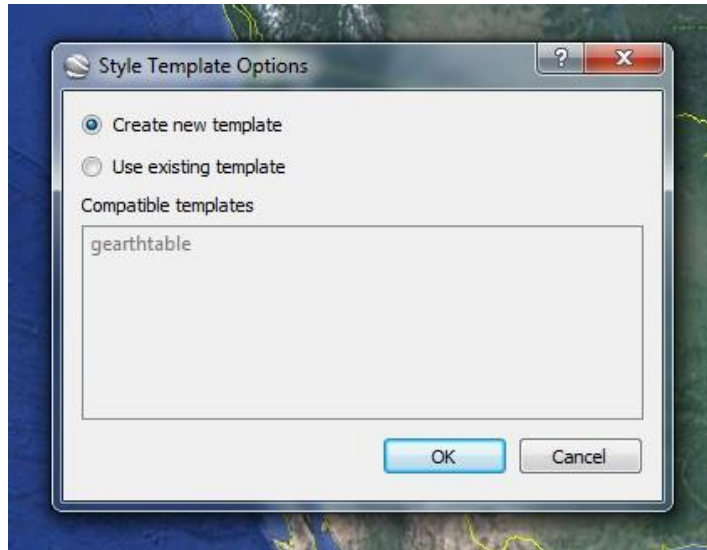 Style Template Options
?
X
Create new template
Use existing template
Compatible templates
gearthtable
OK
Cancel